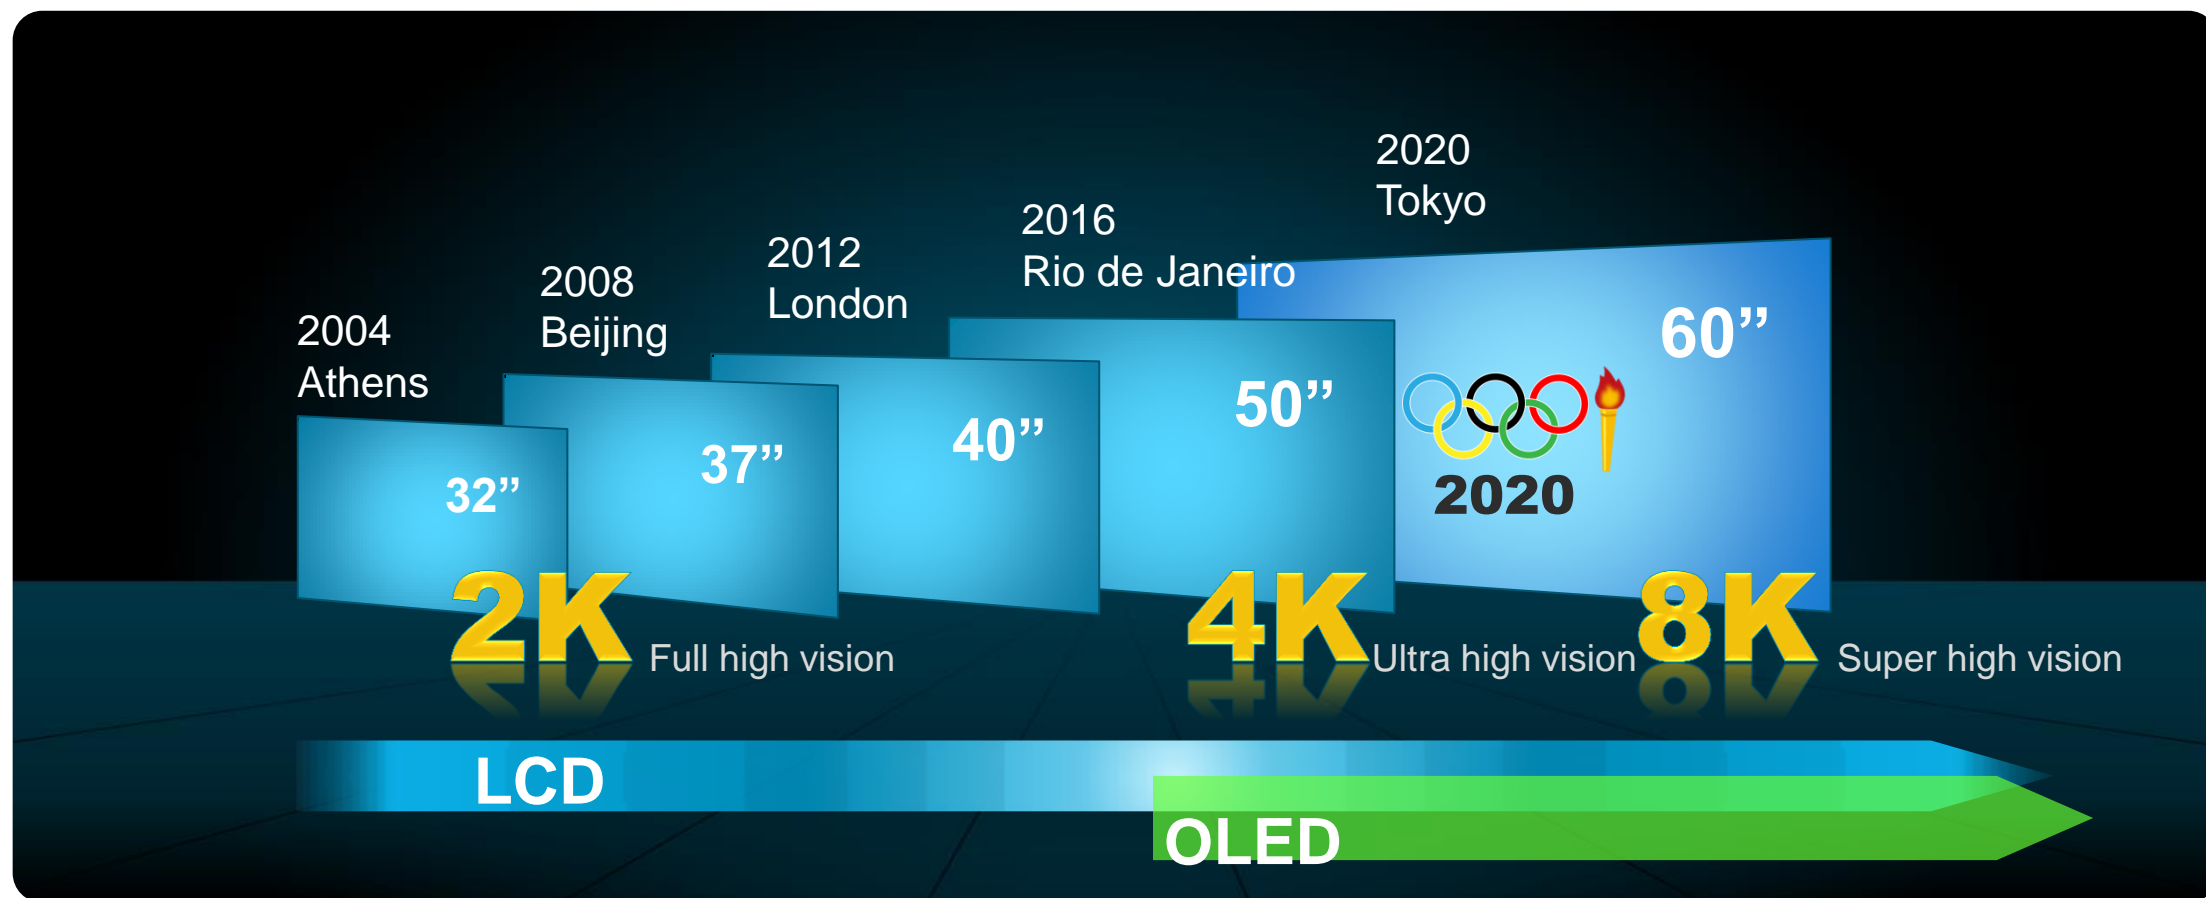 2004
Athens
32”
2008
Beijing
37”
2012
London
40”
2016
Rio de Janeiro
50”
2020
Tokyo
60”
2020
2K Full high vision
4K Ultra high vision
8K Super high vision
LCD
OLED